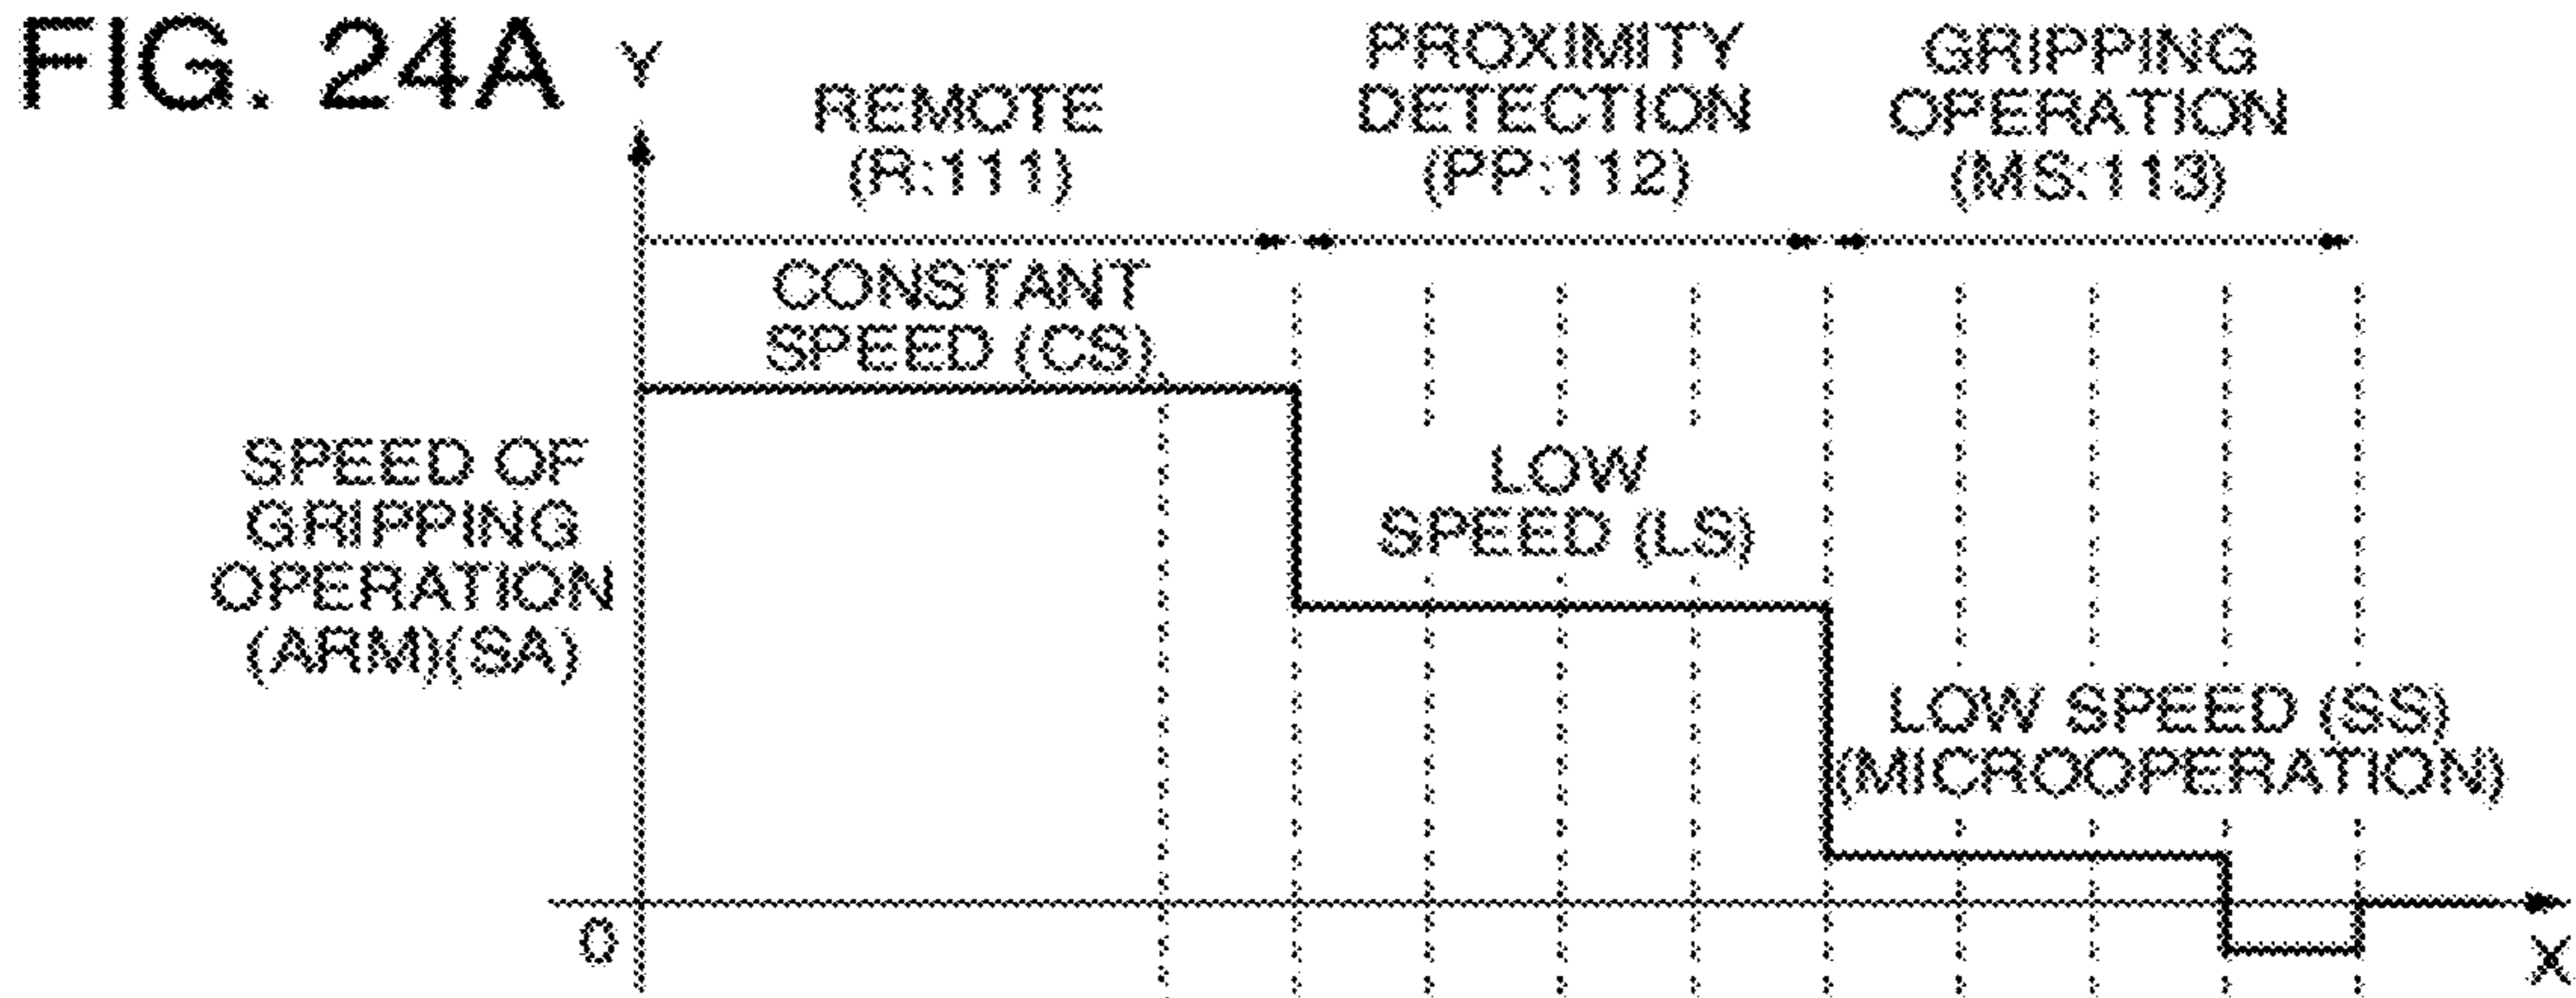 FIG. 24A
Y
REMOTE
(R:111)
PROXIMITY
DETECTION
(PP:112)
GRIPPING
OPERATION
(MS:113)
CONSTANT
SPEED (CS)
SPEED OF
GRIPPING
OPERATION
(ARM)(SA)
LOW
SPEED (LS)
LOW SPEED (SS)
(MICROOPERATION)
0
X